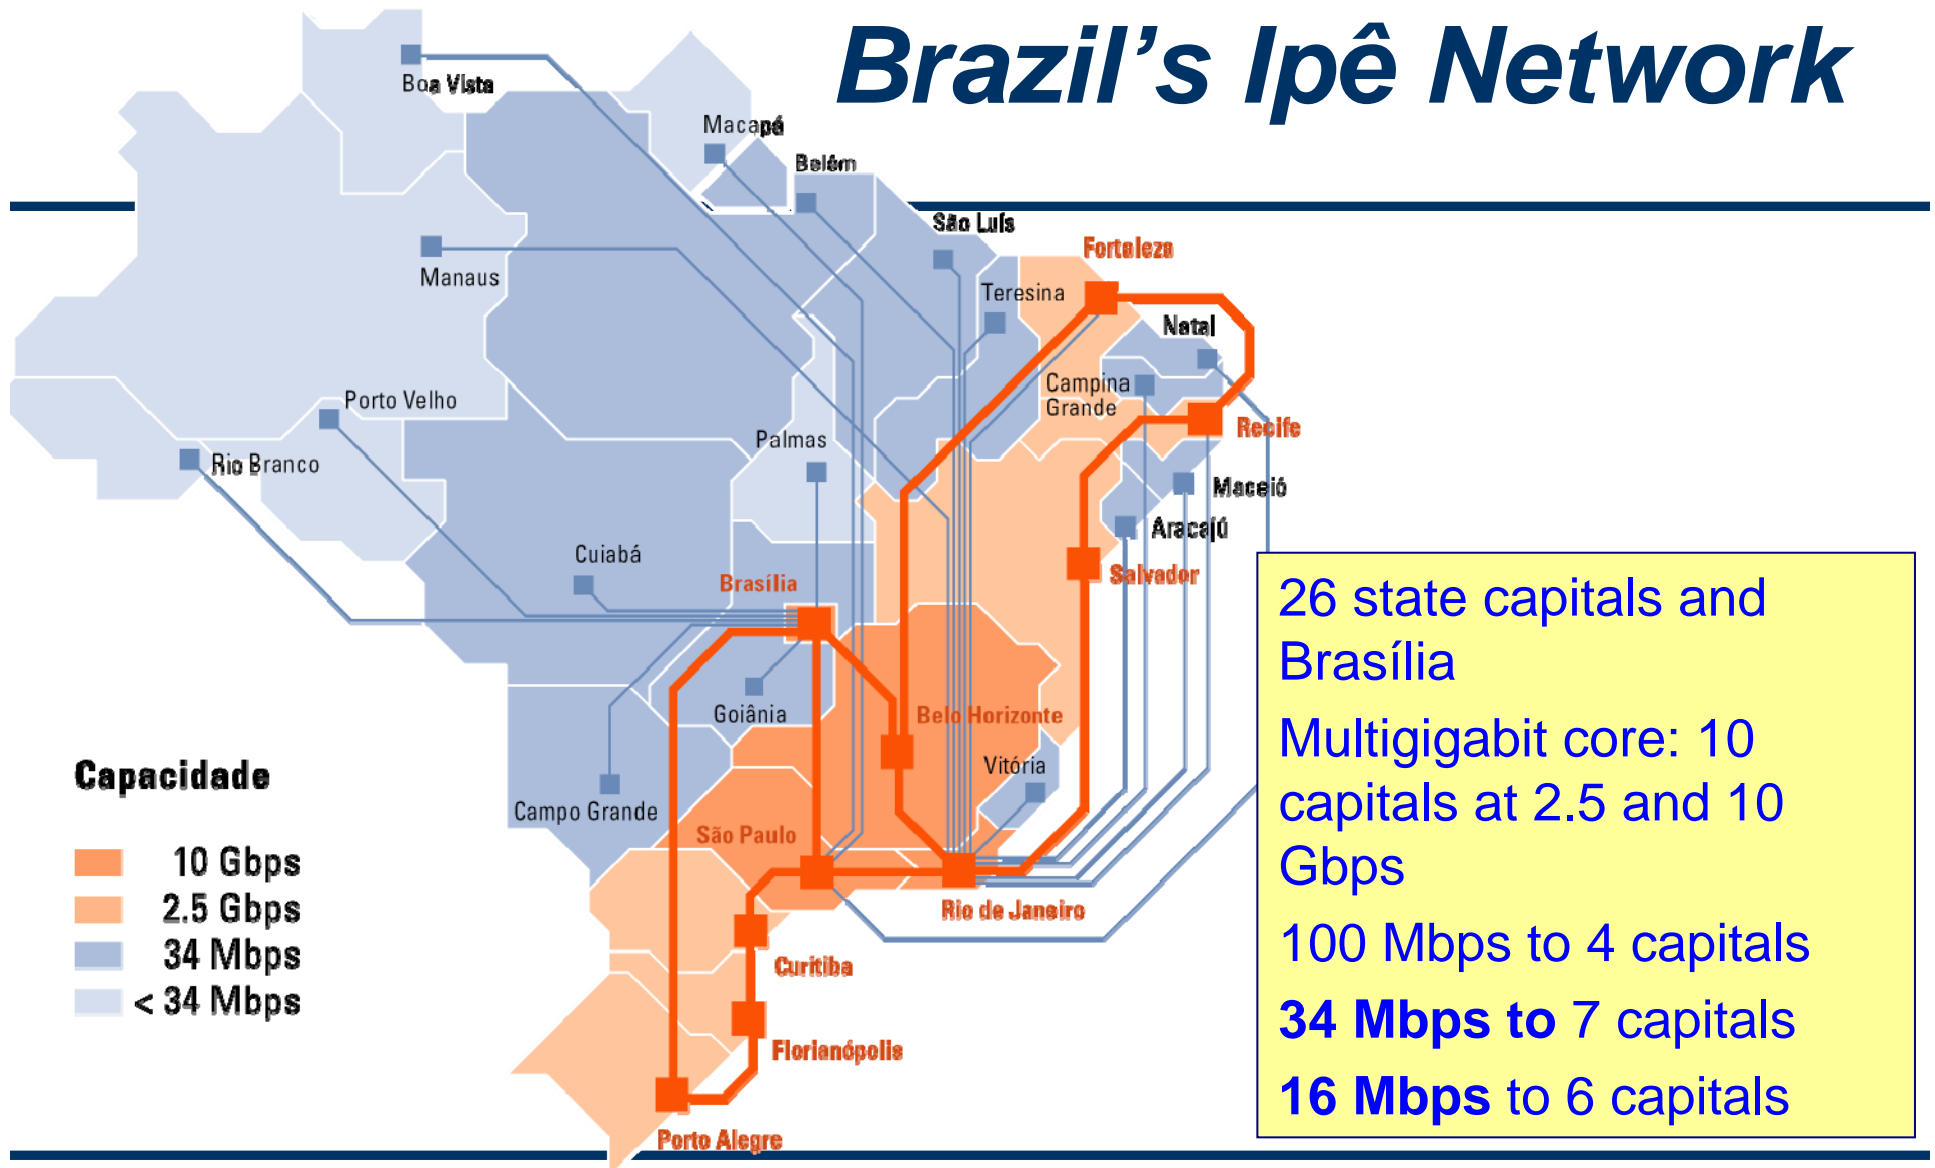 Brazil's Ipê Network
Boa Vista
Macapá
Belém
São Luís
Fortaleza
Manaus
Teresina
Natal
Campina
Grande
Porto Velho
Recife
Palmas
Rio Branco
Maceió
Aracajú
Cuiabá
Brasília
Salvador
Goiânia
Belo Horizonte
Vitória
Campo Grande
São Paulo
Rio de Janeiro
Curitiba
Florianópolis
Porto Alegre
Capacidade
10 Gbps
2.5 Gbps
34 Mbps
< 34 Mbps
26 state capitals and
Brasília
Multigigabit core: 10
capitals at 2.5 and 10
Gbps
100 Mbps to 4 capitals
34 Mbps to 7 capitals
16 Mbps to 6 capitals